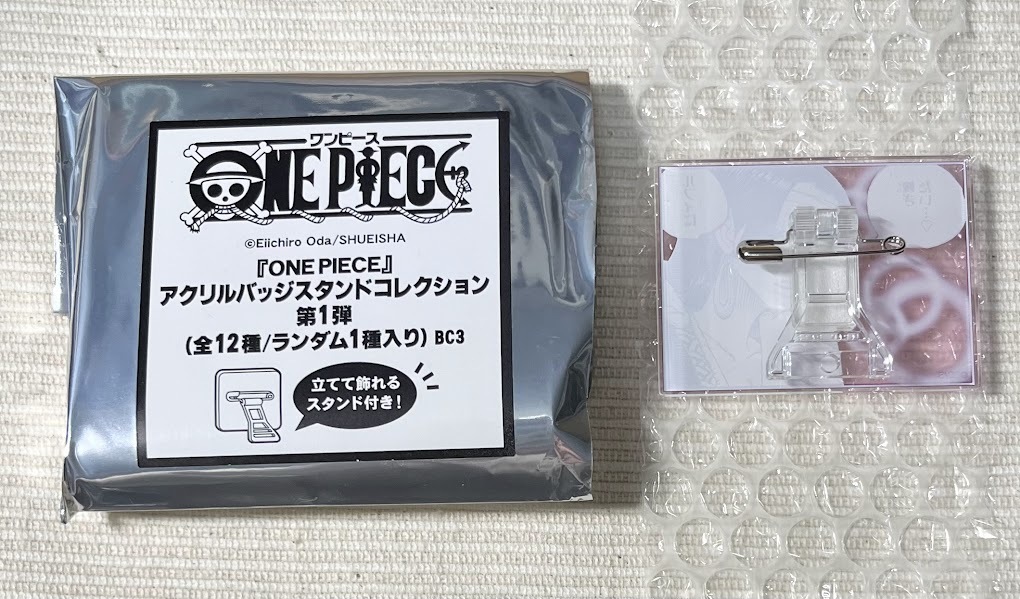 ワンピース
ONE PIECE
©Eiichiro Oda/SHUEISHA
『ONE PIECE』
アクリルバッジスタンドコレクション
第1弾
(全12種/ランダム1種入り) BC3
立てて飾れる
スタンド付き!